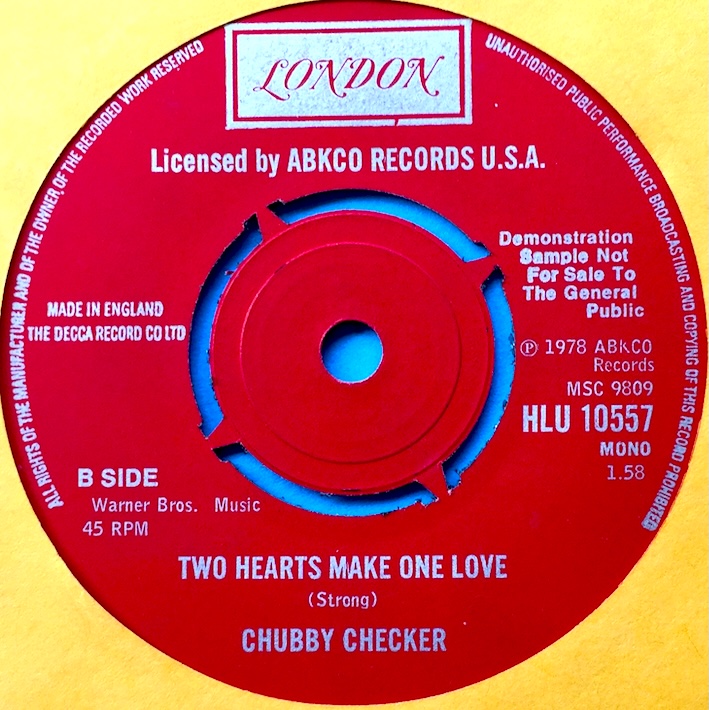 LONDON
ALL RIGHTS OF THE MANUFACTURER AND OF THE OWNER OF THE RECORDED WORK RESERVED
UNAUTHORISED PUBLIC PERFORMANCE BROADCASTING AND COPYING OF THIS RECORD PROHIBITED
Licensed by ABKCO RECORDS U.S.A.
Demonstration
Sample Not
For Sale To
The General
Public
MADE IN ENGLAND
THE DECCA RECORD CO LTD
℗ 1978 ABKCO
Records
MSC 9809
HLU 10557
MONO
1.58
B SIDE
Warner Bros. Music
45 RPM
TWO HEARTS MAKE ONE LOVE
(Strong)
CHUBBY CHECKER